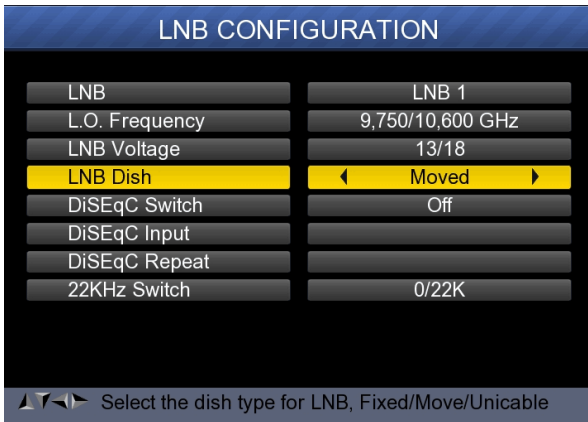 LNB CONFIGURATION
LNB LNB 1
L.O. Frequency 9,750/10,600 GHz
LNB Voltage 13/18
LNB Dish Moved
DiSEqC Switch Off
DiSEqC Input
DiSEqC Repeat
22KHz Switch 0/22K
Select the dish type for LNB, Fixed/Move/Unicable